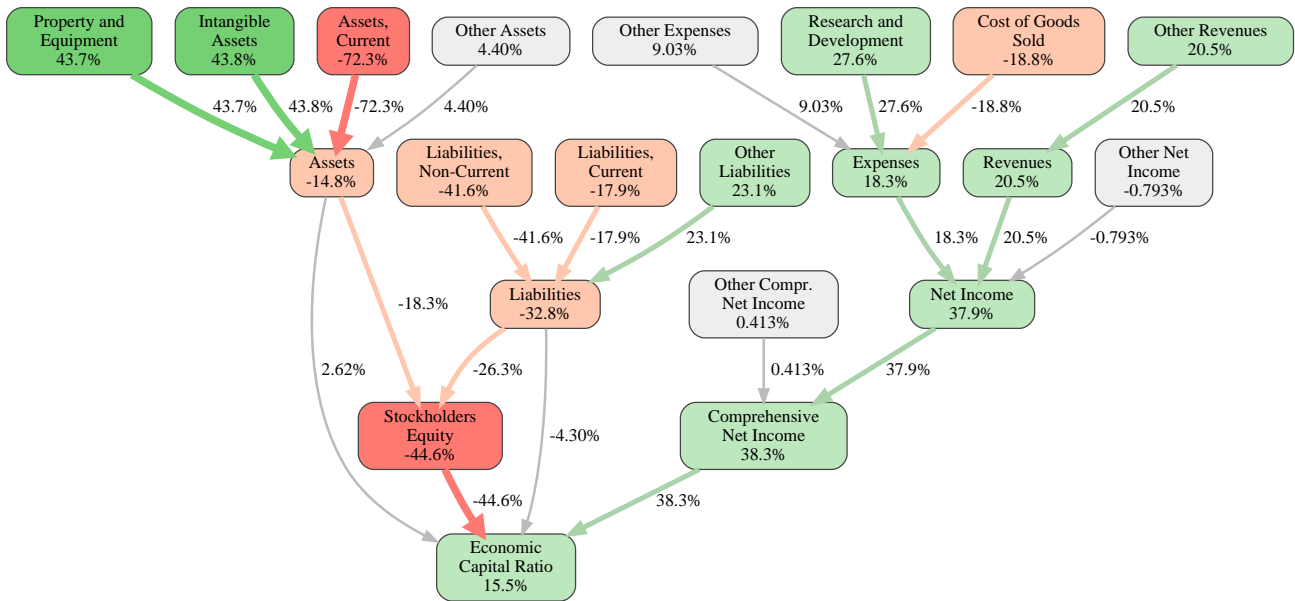 Property and
Equipment
43.7%
Intangible
Assets
43.8%
Assets,
Current
-72.3%
Other Assets
4.40%
Other Expenses
9.03%
Research and
Development
27.6%
Cost of Goods
Sold
-18.8%
Other Revenues
20.5%
43.7%
43.8%
-72.3%
4.40%
9.03%
27.6%
-18.8%
20.5%
Assets
-14.8%
Liabilities,
Non-Current
-41.6%
Liabilities,
Current
-17.9%
Other
Liabilities
23.1%
Expenses
18.3%
Revenues
20.5%
Other Net
Income
-0.793%
-41.6%
-17.9%
23.1%
18.3%
20.5%
-0.793%
-18.3%
Liabilities
-32.8%
Other Compr.
Net Income
0.413%
Net Income
37.9%
2.62%
-26.3%
0.413%
37.9%
Stockholders
Equity
-44.6%
-4.30%
Comprehensive
Net Income
38.3%
-44.6%
38.3%
Economic
Capital Ratio
15.5%